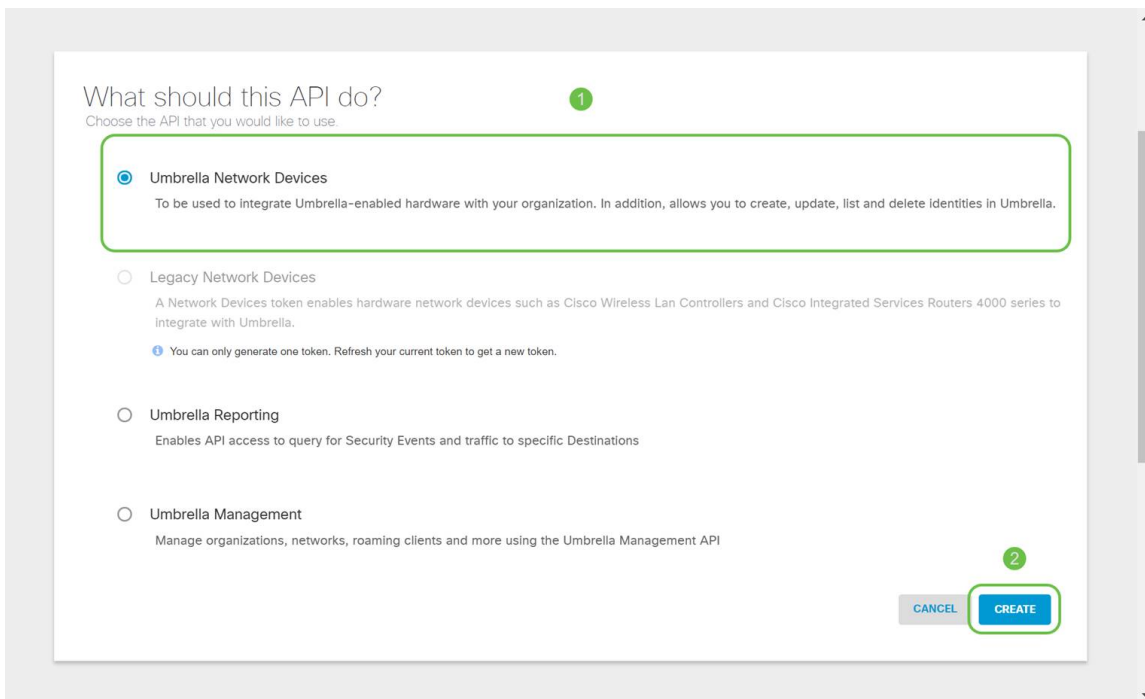 What should this API do?
1
Choose the API that you would like to use.
Umbrella Network Devices
To be used to integrate Umbrella-enabled hardware with your organization. In addition, allows you to create, update, list and delete identities in Umbrella.
Legacy Network Devices
A Network Devices token enables hardware network devices such as Cisco Wireless Lan Controllers and Cisco Integrated Services Routers 4000 series to
integrate with Umbrella.
You can only generate one token. Refresh your current token to get a new token.
Umbrella Reporting
Enables API access to query for Security Events and traffic to specific Destinations
Umbrella Management
Manage organizations, networks, roaming clients and more using the Umbrella Management API
2
CANCEL CREATE